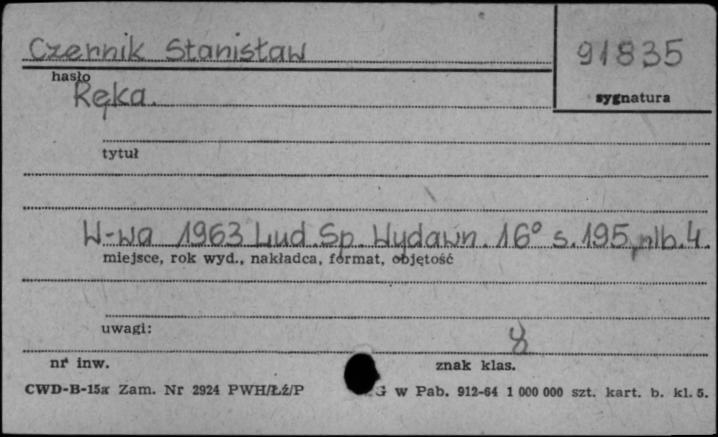 Czernik Stanisław
91835
hasło
sygnatura
Ręka.
tytuł
W-wa 1963 Lud. Sp. Wydawn. 16° s. 195, nlb. 4.
miejsce, rok wyd., nakładca, format, objętość
uwagi:
8
nr inw.
znak klas.
CWD-B-15a Zam. Nr 2924 PWH/Łź/P G w Pab. 912-64 1 000 000 szt. kart. b. kl. 5.